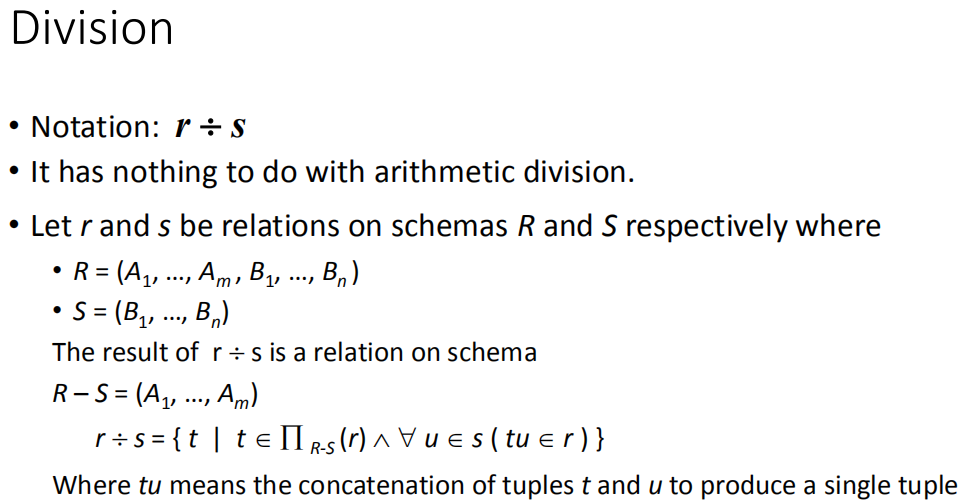 Division
• Notation: r ÷ s
• It has nothing to do with arithmetic division.
• Let r and s be relations on schemas R and S respectively where
• R = (A₁, …, Aₘ, B₁, …, Bₙ)
• S = (B₁, …, Bₙ)
The result of r ÷ s is a relation on schema
R – S = (A₁, …, Aₘ)
r ÷ s = { t | t ∈ ∏ R-S (r) ∧ ∀ u ∈ s ( tu ∈ r ) }
Where tu means the concatenation of tuples t and u to produce a single tuple